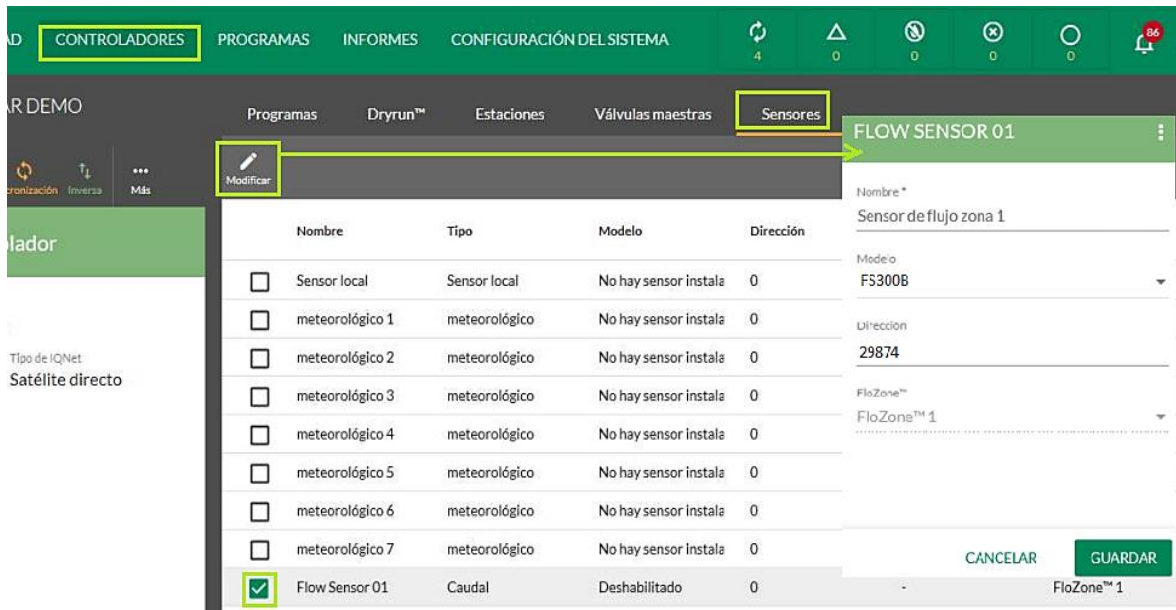 AD CONTROLADORES PROGRAMAS INFORMES CONFIGURACIÓN DEL SISTEMA 4 0 0 0 0 86
AR DEMO
Programas Dryrun™ Estaciones Válvulas maestras Sensores
FLOW SENSOR 01
cronización Inversa Más
Modificar
lador
Tipo de IQNet
Satélite directo
Nombre Tipo Modelo Dirección
Sensor local Sensor local No hay sensor instala 0
meteorológico 1 meteorológico No hay sensor instala 0
meteorológico 2 meteorológico No hay sensor instala 0
meteorológico 3 meteorológico No hay sensor instala 0
meteorológico 4 meteorológico No hay sensor instala 0
meteorológico 5 meteorológico No hay sensor instala 0
meteorológico 6 meteorológico No hay sensor instala 0
meteorológico 7 meteorológico No hay sensor instala 0
Flow Sensor 01 Caudal Deshabilitado 0 - FloZone™ 1
Nombre *
Sensor de flujo zona 1
Modelo
FS300B
Dirección
29874
FloZone™
FloZone™ 1
CANCELAR GUARDAR